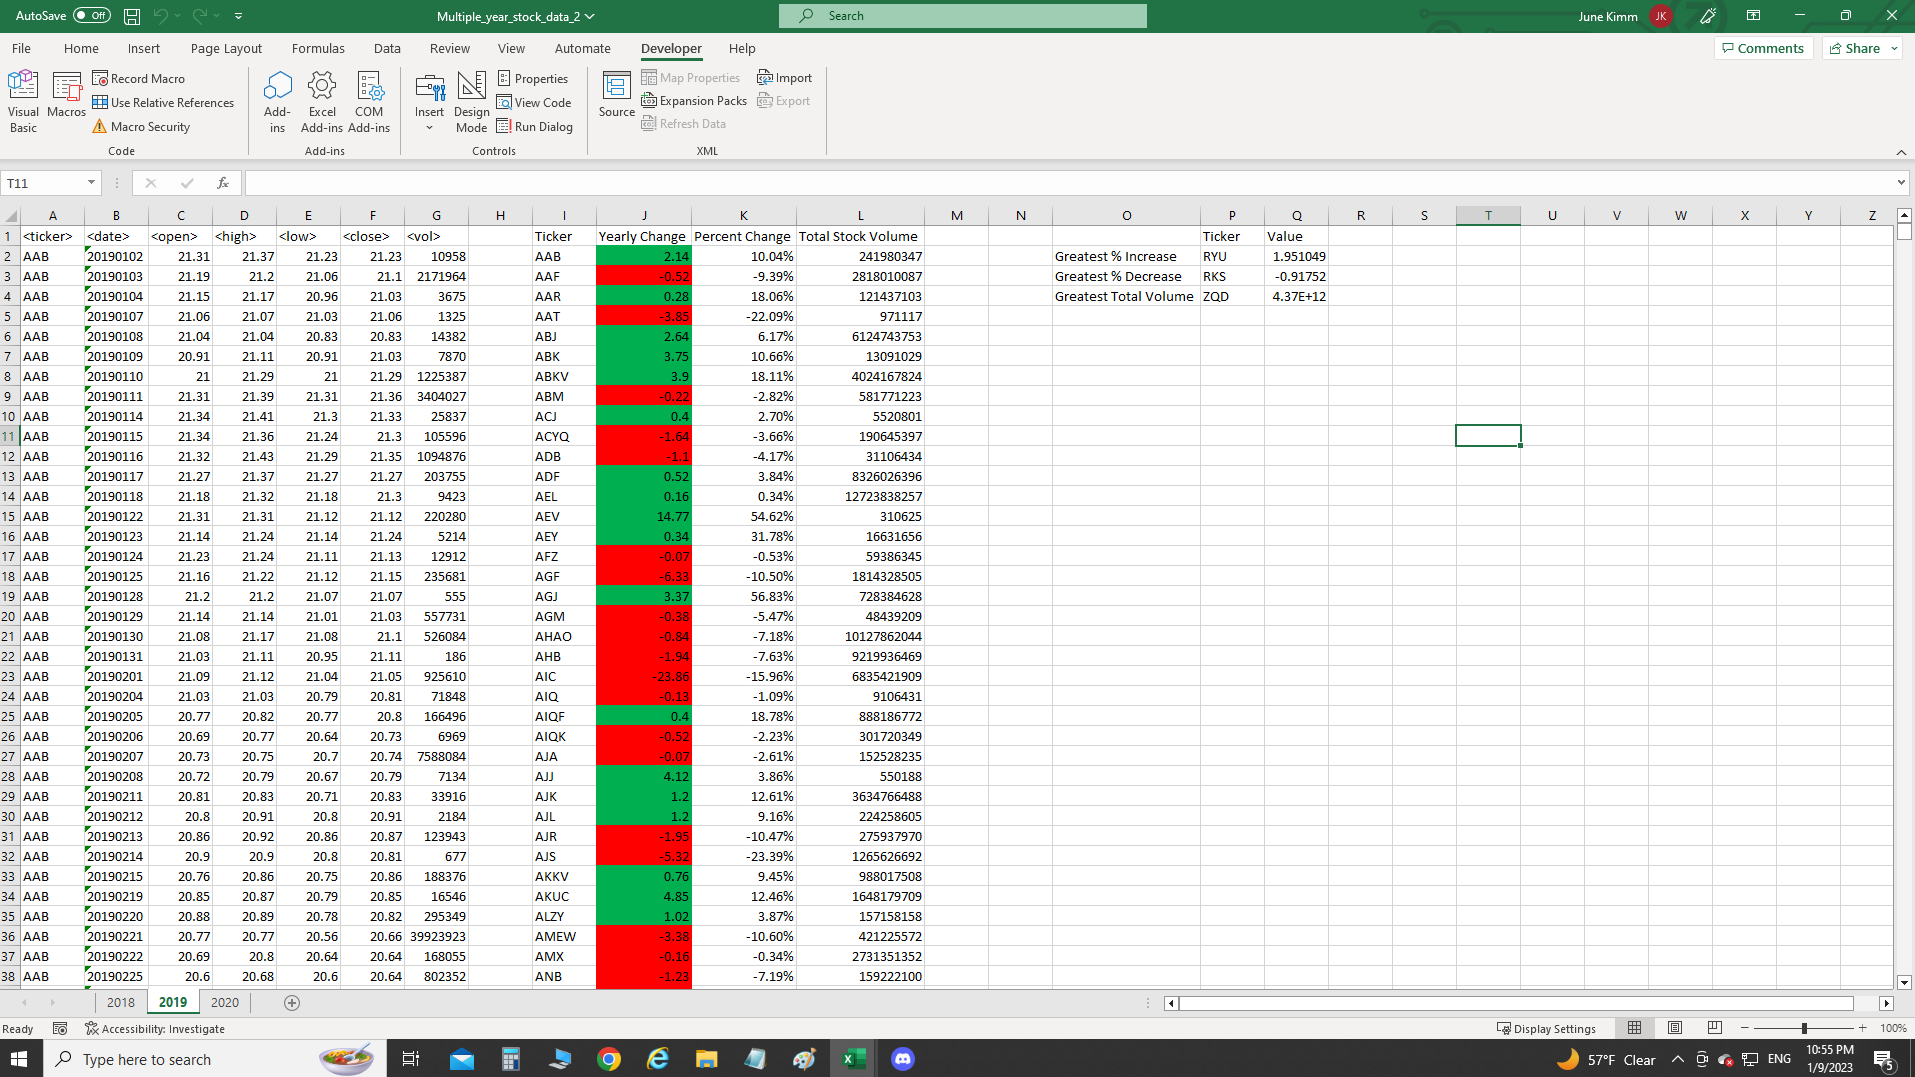 AutoSave Off Multiple_year_stock_data_2 Search June Kimm JK
File Home Insert Page Layout Formulas Data Review View Automate Developer Help Comments Share
Visual Basic Macros Record Macro Use Relative References Macro Security Code
Add-ins Excel Add-ins COM Add-ins Add-ins
Insert Design Mode Properties View Code Run Dialog Controls
Source Map Properties Expansion Packs Refresh Data Import Export XML
T11 fx
A B C D E F G H I J K L M N O P Q R S T U V W X Y Z
1 <ticker> <date> <open> <high> <low> <close> <vol> Ticker Yearly Change Percent Change Total Stock Volume Ticker Value
2 AAB 20190102 21.31 21.37 21.23 21.23 10958 AAB 2.14 10.04% 241980347 Greatest % Increase RYU 1.951049
3 AAB 20190103 21.19 21.2 21.06 21.1 2171964 AAF -0.52 -9.39% 2818010087 Greatest % Decrease RKS -0.91752
4 AAB 20190104 21.15 21.17 20.96 21.03 3675 AAR 0.28 18.06% 121437103 Greatest Total Volume ZQD 4.37E+12
5 AAB 20190107 21.06 21.07 21.03 21.06 1325 AAT -3.85 -22.09% 971117
6 AAB 20190108 21.04 21.04 20.83 20.83 14382 ABJ 2.64 6.17% 6124743753
7 AAB 20190109 20.91 21.11 20.91 21.03 7870 ABK 3.75 10.66% 13091029
8 AAB 20190110 21 21.29 21 21.29 1225387 ABKV 3.9 18.11% 4024167824
9 AAB 20190111 21.31 21.39 21.31 21.36 3404027 ABM -0.22 -2.82% 581771223
10 AAB 20190114 21.34 21.41 21.3 21.33 25837 ACJ 0.4 2.70% 5520801
11 AAB 20190115 21.34 21.36 21.24 21.3 105596 ACYQ -1.64 -3.66% 190645397
12 AAB 20190116 21.32 21.43 21.29 21.35 1094876 ADB -1.1 -4.17% 31106434
13 AAB 20190117 21.27 21.37 21.27 21.27 203755 ADF 0.52 3.84% 8326026396
14 AAB 20190118 21.18 21.32 21.18 21.3 9423 AEL 0.16 0.34% 12723838257
15 AAB 20190122 21.31 21.31 21.12 21.12 220280 AEV 14.77 54.62% 310625
16 AAB 20190123 21.14 21.24 21.14 21.24 5214 AEY 0.34 31.78% 16631656
17 AAB 20190124 21.23 21.24 21.11 21.13 12912 AFZ -0.07 -0.53% 59386345
18 AAB 20190125 21.16 21.22 21.12 21.15 235681 AGF -6.33 -10.50% 1814328505
19 AAB 20190128 21.2 21.2 21.07 21.07 555 AGJ 3.37 56.83% 728384628
20 AAB 20190129 21.14 21.14 21.01 21.03 557731 AGM -0.38 -5.47% 48439209
21 AAB 20190130 21.08 21.17 21.08 21.1 526084 AHAO -0.84 -7.18% 10127862044
22 AAB 20190131 21.03 21.11 20.95 21.11 186 AHB -1.94 -7.63% 9219936469
23 AAB 20190201 21.09 21.12 21.04 21.05 925610 AIC -23.86 -15.96% 6835421909
24 AAB 20190204 21.03 21.03 20.79 20.81 71848 AIQ -0.13 -1.09% 9106431
25 AAB 20190205 20.77 20.82 20.77 20.8 166496 AIQF 0.4 18.78% 888186772
26 AAB 20190206 20.69 20.77 20.64 20.73 6969 AIQK -0.52 -2.23% 301720349
27 AAB 20190207 20.73 20.75 20.7 20.74 7588084 AJA -0.07 -2.61% 152528235
28 AAB 20190208 20.72 20.79 20.67 20.79 7134 AJJ 4.12 3.86% 550188
29 AAB 20190211 20.81 20.83 20.71 20.83 33916 AJK 1.2 12.61% 3634766488
30 AAB 20190212 20.8 20.91 20.8 20.91 2184 AJL 1.2 9.16% 224258605
31 AAB 20190213 20.86 20.92 20.86 20.87 123943 AJR -1.95 -10.47% 275937970
32 AAB 20190214 20.9 20.9 20.8 20.81 677 AJS -5.32 -23.39% 1265626692
33 AAB 20190215 20.76 20.86 20.75 20.86 188376 AKKV 0.76 9.45% 988017508
34 AAB 20190219 20.85 20.87 20.79 20.85 16546 AKUC 4.85 12.46% 1648179709
35 AAB 20190220 20.88 20.89 20.78 20.82 295349 ALZY 1.02 3.87% 157158158
36 AAB 20190221 20.77 20.77 20.56 20.66 39923923 AMEW -3.38 -10.60% 421225572
37 AAB 20190222 20.69 20.8 20.64 20.64 168055 AMX -0.16 -0.34% 2731351352
38 AAB 20190225 20.6 20.68 20.6 20.64 802352 ANB -1.23 -7.19% 159222100
2018 2019 2020
Ready Accessibility: Investigate Display Settings 100%
Type here to search 57°F Clear ENG 10:55 PM 1/9/2023 5